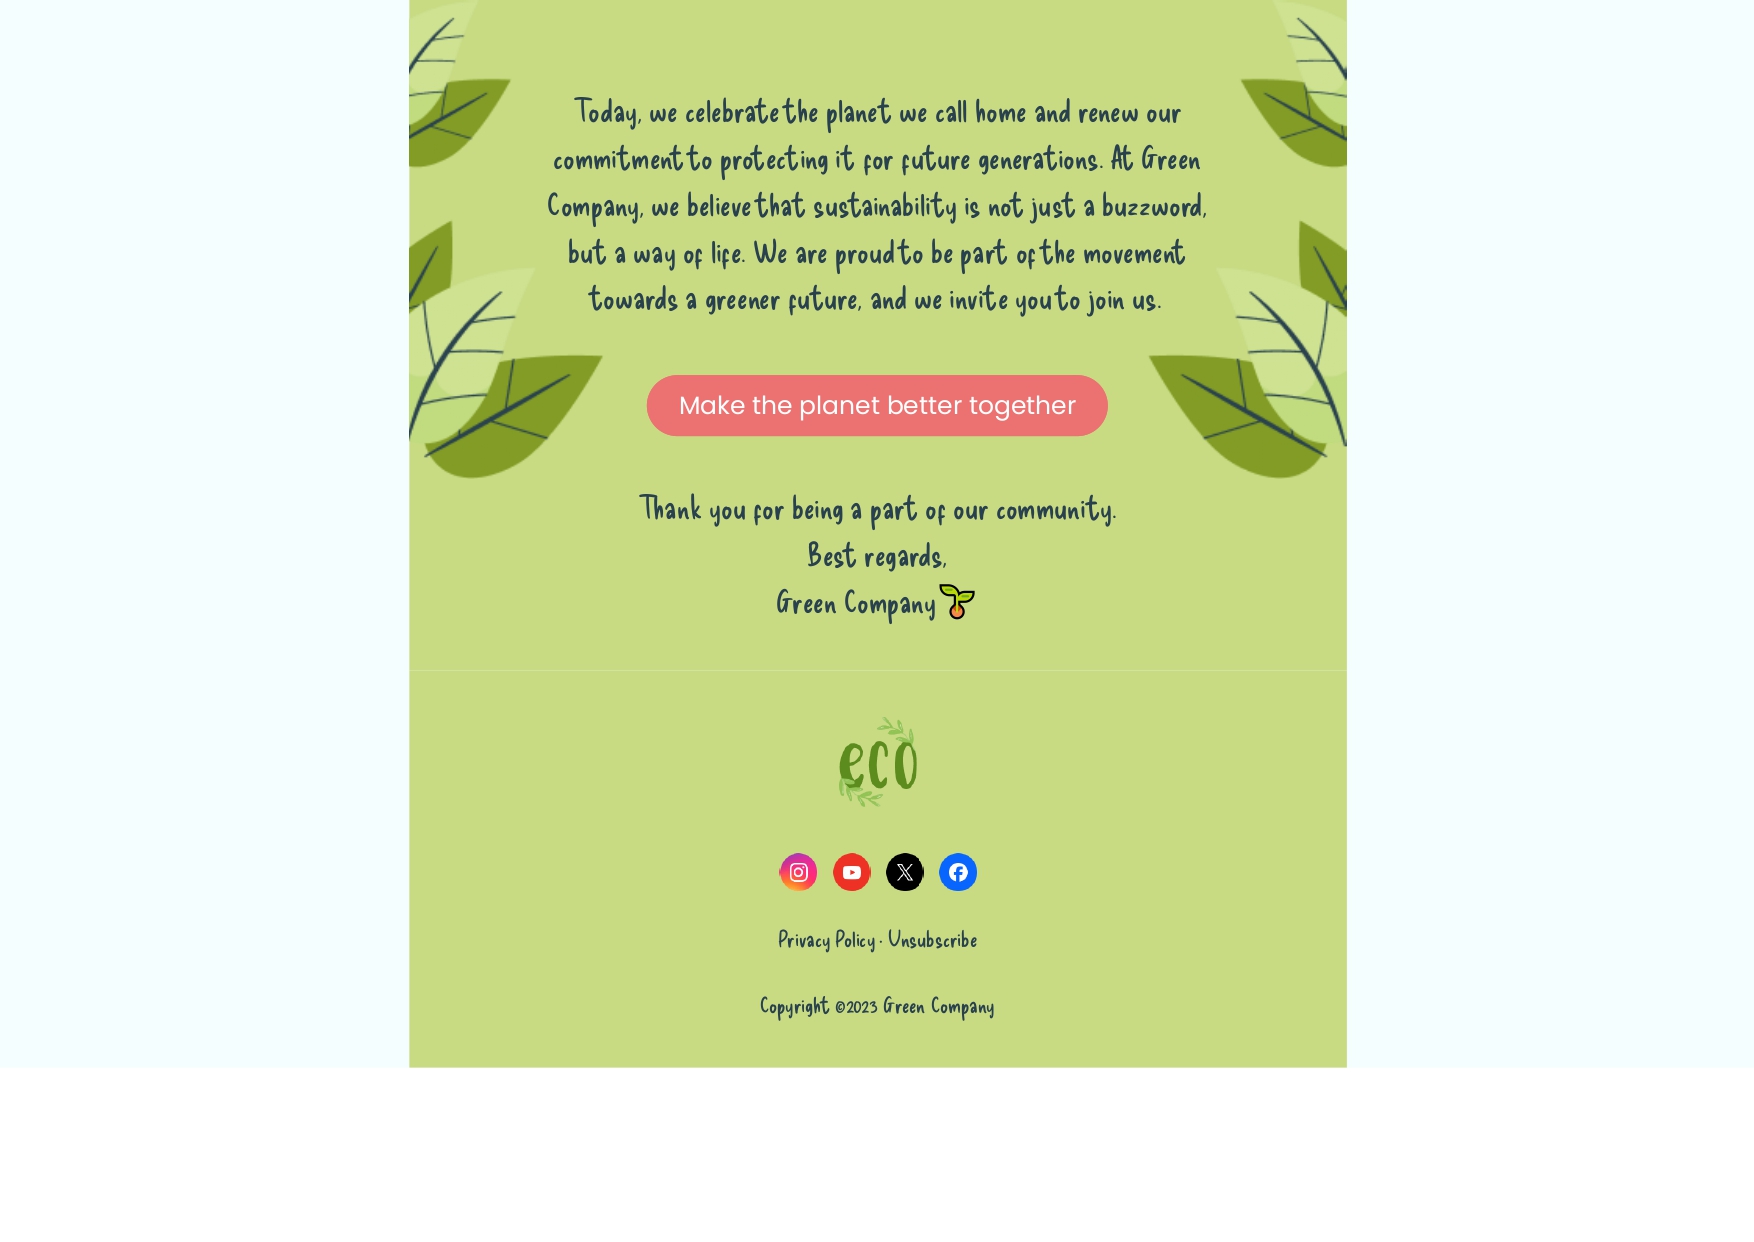 Today, we celebrate the planet we call home and renew our
commitment to protecting it for future generations. At Green
Company, we believe that sustainability is not just a buzzword,
but a way of life. We are proud to be part of the movement
towards a greener future, and we invite you to join us.
Make the planet better together
Thank you for being a part of our community.
Best regards,
Green Company
eco
Privacy Policy · Unsubscribe
Copyright ©2023 Green Company